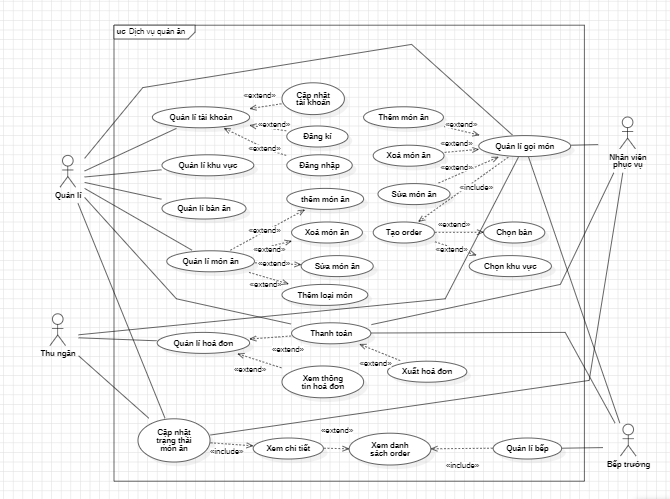 uc Dịch vụ quán ăn
«extend»
Cập nhật
tài khoản
Quản lí tài khoản
«extend»
Đăng kí
«extend»
Đăng nhập
Thêm món ăn
«extend»
Xoá món ăn
«extend»
Quản lí gọi món
Nhân viên
phục vụ
«extend»
Sửa món ăn
«include»
Quản lí
Quản lí khu vực
Quản lí bàn ăn
thêm món ăn
«extend»
Xoá món ăn
Tạo order
«extend»
Chọn bàn
Quản lí món ăn
«extend»
«extend»
Sửa món ăn
«extend»
Chọn khu vực
«extend»
Thêm loại món
Thu ngân
Thanh toán
Quản lí hoá đơn
«extend»
«extend»
Xem thông
tin hoá đơn
«extend»
Xuất hoá đơn
Cập nhật
trạng thái
món ăn
«include»
Xem chi tiết
«extend»
Xem danh
sách order
«include»
Quản lí bếp
Bếp trưởng